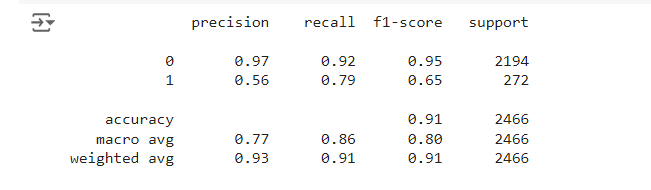 precision recall f1-score support
0 0.97 0.92 0.95 2194
1 0.56 0.79 0.65 272
accuracy 0.91 2466
macro avg 0.77 0.86 0.80 2466
weighted avg 0.93 0.91 0.91 2466